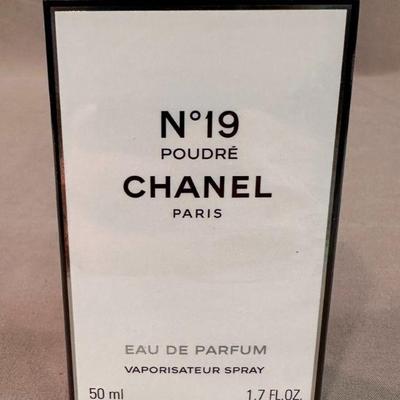 N°19
POUDRÉ
CHANEL
PARIS
EAU DE PARFUM
VAPORISATEUR SPRAY
50 ml 1.7 FL.OZ.